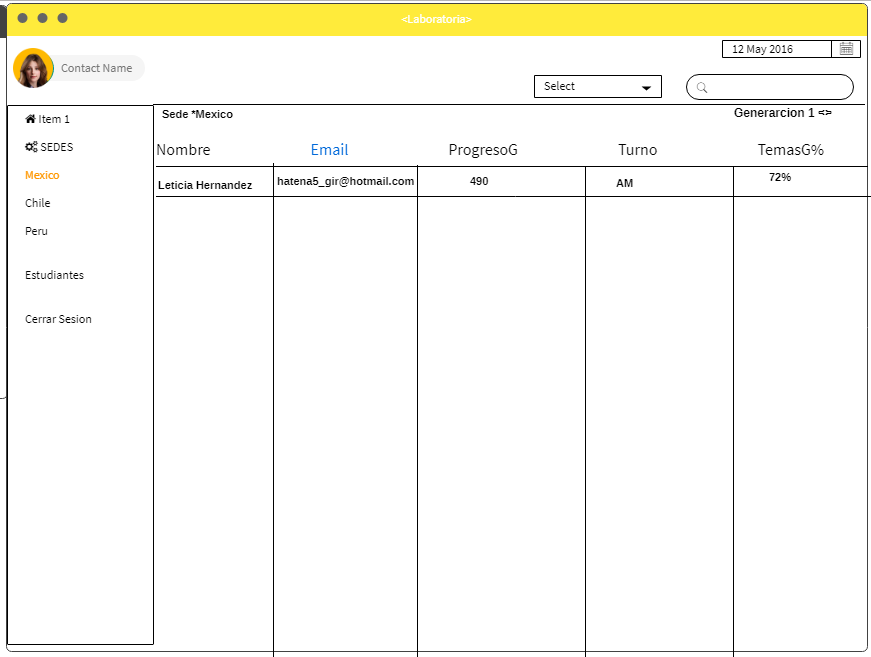 <Laboratoria>
12 May 2016
Contact Name
Select
Item 1
SEDES
Mexico
Chile
Peru
Estudiantes
Cerrar Sesion
Sede *Mexico
Generarcion 1 <>
Nombre Email ProgresoG Turno TemasG%
Leticia Hernandez hatena5_gir@hotmail.com 490 AM 72%